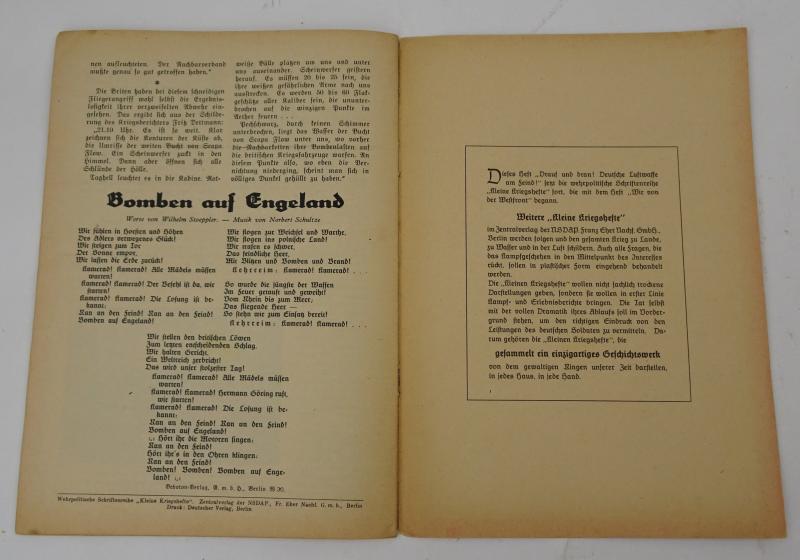 nen aufleuchteten. Der Nachbarverband
mußte genau so gut getroffen haben."
*
Die Briten haben bei diesem schneidigen
Fliegerangriff wohl selbst die Ergebnis-
losigkeit ihrer verzweifelten Abwehr ein-
gesehen. Das ergibt sich aus der Schilde-
rung des Kriegsberichters Fritz Dettmann:
„21.10 Uhr. Es ist so weit. Klar
zeichnen sich die Konturen der Küste ab,
die Umrisse der weiten Bucht von Scapa
Flow. Ein Scheinwerfer zuckt in den
Himmel. Dann aber öffnen sich alle
Schlünde der Hölle.
Taghell leuchtet es in die Kabine. Rot-
weiße Bälle platzen um uns und unter
uns auseinander. Scheinwerfer geistern
herauf. Es müssen 20 bis 25 sein, die
ihre weißen gefährlichen Arme nach uns
ausstrecken. Es werden 50 bis 60 Flak-
geschütze aller Kaliber sein, die ununter-
brochen auf die winzigen Punkte im
Aether feuern . . .
Pechschwarz, durch keinen Schimmer
unterbrochen, liegt das Wasser der Bucht
von Scapa Flow unter uns, wo vorher
die Nachbarketten ihre Bombenlasten auf
die britischen Kriegsfahrzeuge warfen. An
diesem Punkte also, wo eben die Ver-
nichtung niederging, scheint man sich in
völliges Dunkel gehüllt zu haben."
Bomben auf Engeland
Worte von Wilhelm Stoeppler. — Musik von Norbert Schultze
Wir fühlen in Horsten und Höhen
Des Adlers verwegenes Glück!
Wir steigen zum Tor
Der Sonne empor,
Wir lassen die Erde zurück!
Kamerad! Kamerad! Alle Mädels müssen
warten!
Kamerad! Kamerad! Der Befehl ist da, wir
starten!
Kamerad! Kamerad! Die Losung ist be-
kannt:
Ran an den Feind! Ran an den Feind!
Bomben auf Engeland!
Wir flogen zur Weichsel und Warthe,
Wir flogen ins polnische Land!
Wir trafen es schwer,
Das feindliche Heer,
Mit Blitzen und Bomben und Brand!
Kehrreim: Kamerad! Kamerad! . . .
So wurde die jüngste der Waffen
Im Feuer getauft und geweiht!
Vom Rhein bis zum Meer,
Das fliegende Heer —
So stehn wir zum Einsatz bereit!
Kehrreim: Kamerad! Kamerad! . . .
Wir stellen den britischen Löwen
Zum letzten entscheidenden Schlag.
Wir halten Gericht.
Ein Weltreich zerbricht!
Das wird unser stolzester Tag!
Kamerad! Kamerad! Alle Mädels müssen
warten!
Kamerad! Kamerad! Hermann Göring ruft,
wir starten!
Kamerad! Kamerad! Die Losung ist be-
kannt:
Ran an den Feind! Ran an den Feind!
Bomben auf Engeland!
Hört ihr die Motoren singen:
Ran an den Feind!
Hört ihr's in den Ohren klingen:
Ran an den Feind!
Bomben! Bomben! Bomben auf Enge-
land!
G. m. b. H., Berlin W 30.
Wehrpolitische Schriftenreihe „Kleine Kriegshefte". Zentralverlag der NSDAP., Fr. Eher Nachf. G. m. b., Berlin
Druck: Deutscher Verlag, Berlin
Dieses Heft „Drauf und dran! Deutsche Luftwaffe
am Feind!" setzt die wehrpolitische Schriftenreihe
„Kleine Kriegshefte" fort, die mit dem Heft „Wir von
der Westfront" begann.
Weitere „Kleine Kriegshefte"
im Zentralverlag der NSDAP. Franz Eher Nachf. GmbH.,
Berlin werden folgen und den gesamten Krieg zu Lande,
zu Wasser und in der Luft schildern. Auch alle Fragen, die
das Kampfgeschehen in den Mittelpunkt des Interesses
rückt, sollen in plastischer Form eingehend behandelt
werden.
Die „Kleinen Kriegshefte" wollen nicht sachlich trockene
Darstellungen geben, sondern sie wollen in erster Linie
Kampf- und Erlebnisberichte bringen. Die Tat selbst
mit der vollen Dramatik ihres Ablaufs soll im Vorder-
grund stehen, um den richtigen Eindruck von den
Leistungen des deutschen Soldaten zu vermitteln. Da-
rum gehören die „Kleinen Kriegshefte", die
gesammelt ein einzigartiges Geschichtswerk
von dem gewaltigen Ringen unserer Zeit darstellen,
in jedes Haus, in jede Hand.